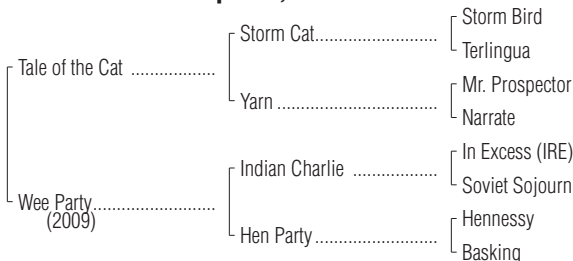 Storm Bird
Storm Cat
Terlingua
Tale of the Cat
Mr. Prospector
Yarn
Narrate
In Excess (IRE)
Indian Charlie
Soviet Sojourn
Wee Party
(2009)
Hennessy
Hen Party
Basking